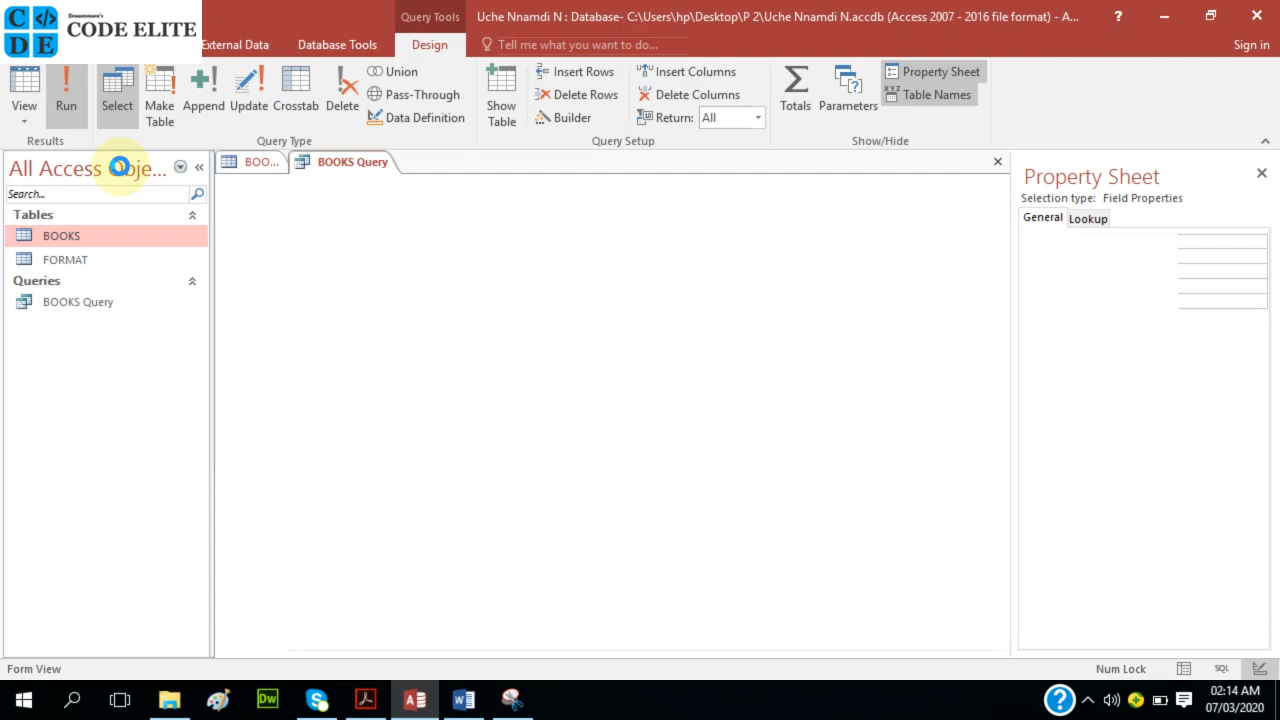 Dreammore's
CODE ELITE
C </>
D E
Query Tools
Uche Nnamdi N : Database- C:\Users\hp\Desktop\P 2\Uche Nnamdi N.accdb (Access 2007 - 2016 file format) - A...
?
External Data
Database Tools
Design
Tell me what you want to do...
Sign in
View
Run
Select
Make
Table
Append
Update
Crosstab
Delete
Union
Pass-Through
Data Definition
Show
Table
Insert Rows
Delete Rows
Builder
Insert Columns
Delete Columns
Return: All
Totals
Parameters
Property Sheet
Table Names
Results
Query Type
Query Setup
Show/Hide
All Access Obje...
Search...
Tables
BOOKS
FORMAT
Queries
BOOKS Query
BOO...
BOOKS Query
Property Sheet
Selection type: Field Properties
General
Lookup
Form View
Num Lock
SQL
Dw
02:14 AM
07/03/2020